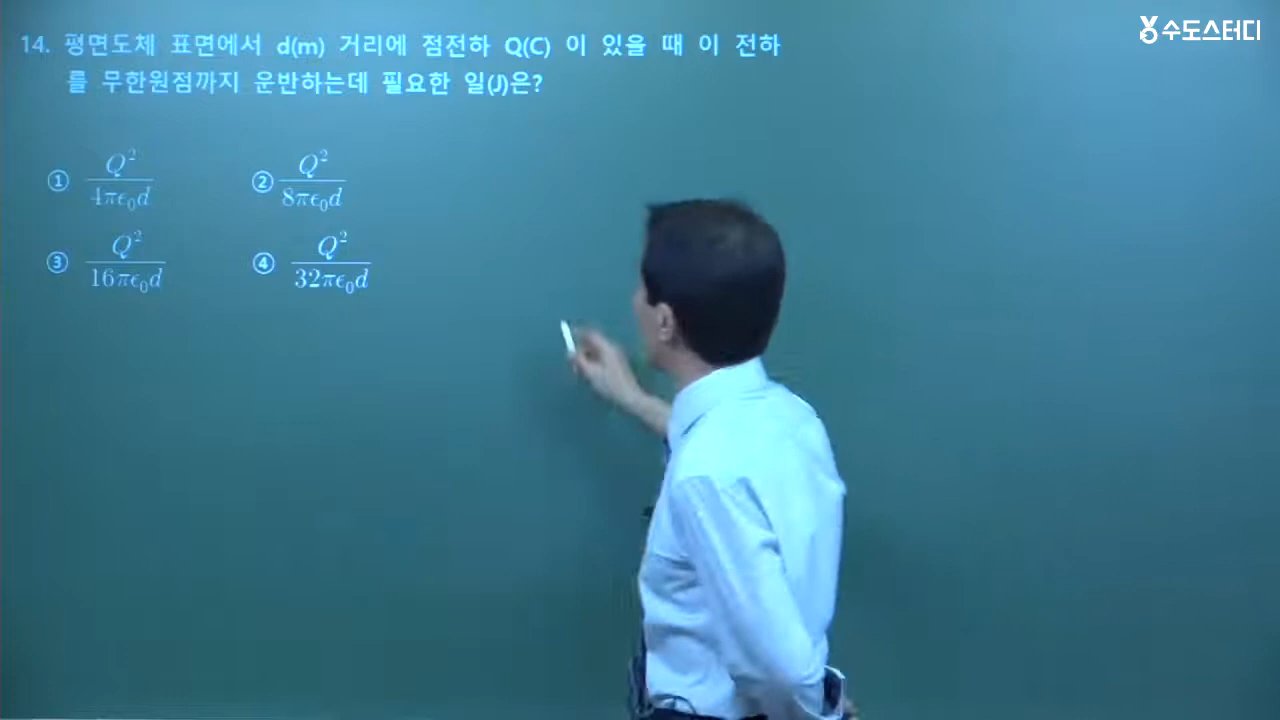 수도스터디
14. 평면도체 표면에서 d(m) 거리에 점전하 Q(C) 이 있을 때 이 전하
를 무한원점까지 운반하는데 필요한 일(J)은?
① Q²/4πϵ₀d ② Q²/8πϵ₀d
③ Q²/16πϵ₀d ④ Q²/32πϵ₀d